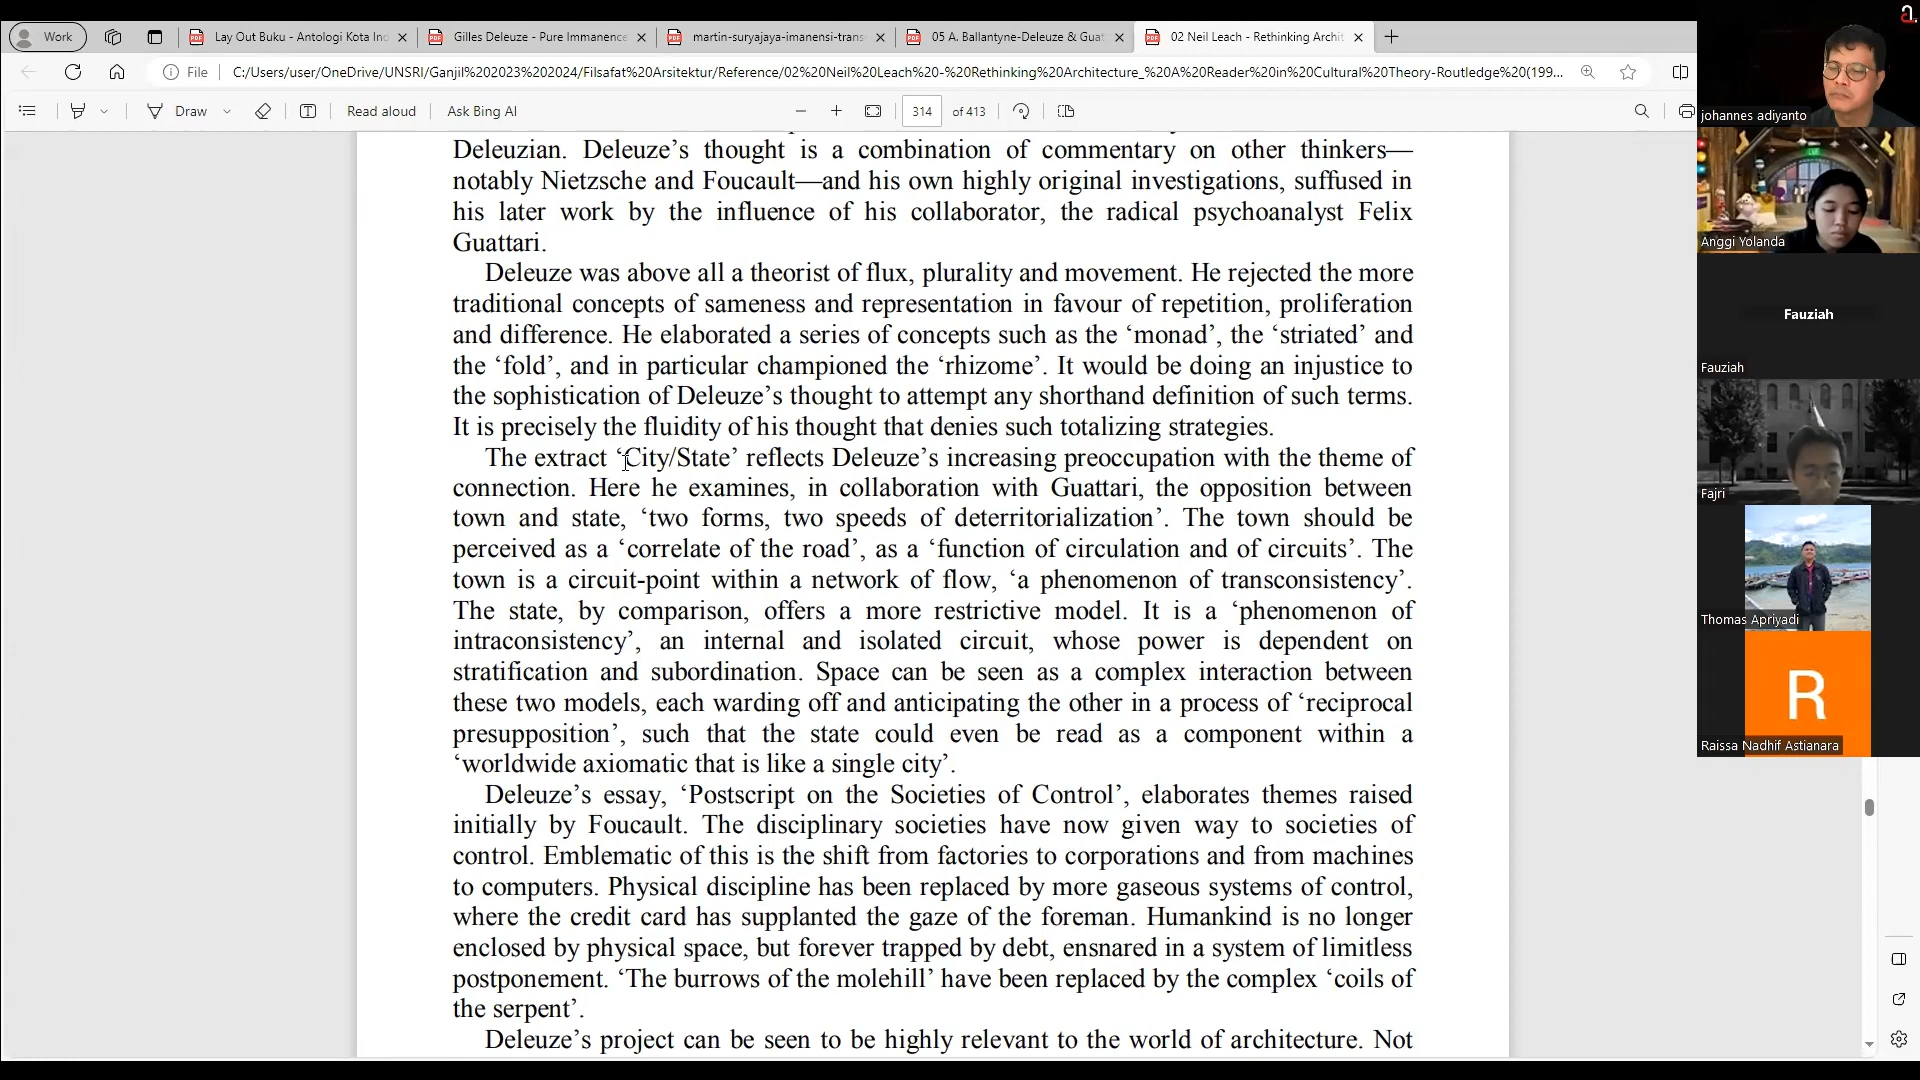 Work
Lay Out Buku - Antologi Kota Inc
Gilles Deleuze - Pure Immanence
martin-suryajaya-imanensi-trans
05 A. Ballantyne-Deleuze & Guat
02 Neil Leach - Rethinking Archit
File
C:/Users/user/OneDrive/UNSRI/Ganjil%202023%202024/Filsafat%20Arsitektur/Reference/02%20Neil%20Leach%20-%20Rethinking%20Architecture_%20A%20Reader%20in%20Cultural%20Theory-Routledge%20(199...
Draw
Read aloud
Ask Bing AI
314 of 413
Deleuzian. Deleuze’s thought is a combination of commentary on other thinkers—
notably Nietzsche and Foucault—and his own highly original investigations, suffused in
his later work by the influence of his collaborator, the radical psychoanalyst Felix
Guattari.
Deleuze was above all a theorist of flux, plurality and movement. He rejected the more
traditional concepts of sameness and representation in favour of repetition, proliferation
and difference. He elaborated a series of concepts such as the ‘monad’, the ‘striated’ and
the ‘fold’, and in particular championed the ‘rhizome’. It would be doing an injustice to
the sophistication of Deleuze’s thought to attempt any shorthand definition of such terms.
It is precisely the fluidity of his thought that denies such totalizing strategies.
The extract ‘City/State’ reflects Deleuze’s increasing preoccupation with the theme of
connection. Here he examines, in collaboration with Guattari, the opposition between
town and state, ‘two forms, two speeds of deterritorialization’. The town should be
perceived as a ‘correlate of the road’, as a ‘function of circulation and of circuits’. The
town is a circuit-point within a network of flow, ‘a phenomenon of transconsistency’.
The state, by comparison, offers a more restrictive model. It is a ‘phenomenon of
intraconsistency’, an internal and isolated circuit, whose power is dependent on
stratification and subordination. Space can be seen as a complex interaction between
these two models, each warding off and anticipating the other in a process of ‘reciprocal
presupposition’, such that the state could even be read as a component within a
‘worldwide axiomatic that is like a single city’.
Deleuze’s essay, ‘Postscript on the Societies of Control’, elaborates themes raised
initially by Foucault. The disciplinary societies have now given way to societies of
control. Emblematic of this is the shift from factories to corporations and from machines
to computers. Physical discipline has been replaced by more gaseous systems of control,
where the credit card has supplanted the gaze of the foreman. Humankind is no longer
enclosed by physical space, but forever trapped by debt, ensnared in a system of limitless
postponement. ‘The burrows of the molehill’ have been replaced by the complex ‘coils of
the serpent’.
Deleuze’s project can be seen to be highly relevant to the world of architecture. Not
johannes adiyanto
Anggi Yolanda
Fauziah
Fauziah
Fajri
Thomas Apriyadi
R
Raissa Nadhif Astianara